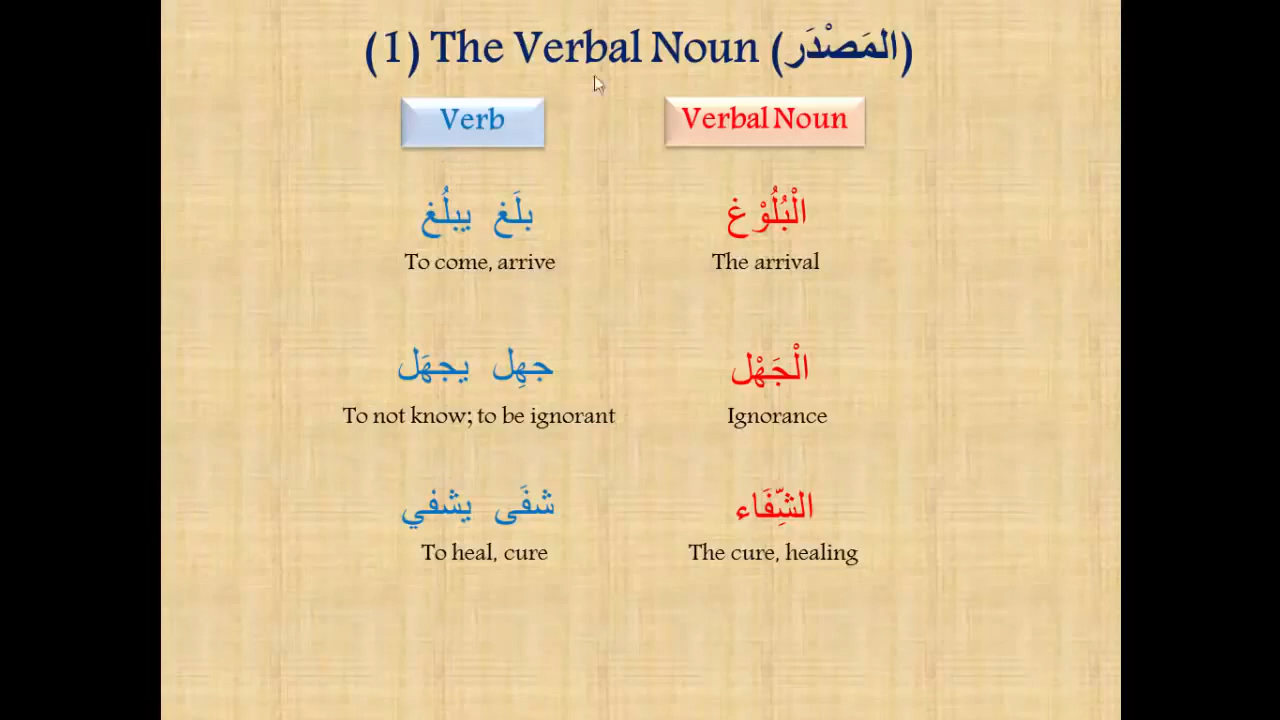 (1) The Verbal Noun (المَصْدَر)
Verb
Verbal Noun
بلَغ يبلُغ
الْبُلُوْغ
To come, arrive
The arrival
جهِل يجهَل
الْجَهْل
To not know; to be ignorant
Ignorance
شفَى يشفي
الشِّفَاء
To heal, cure
The cure, healing